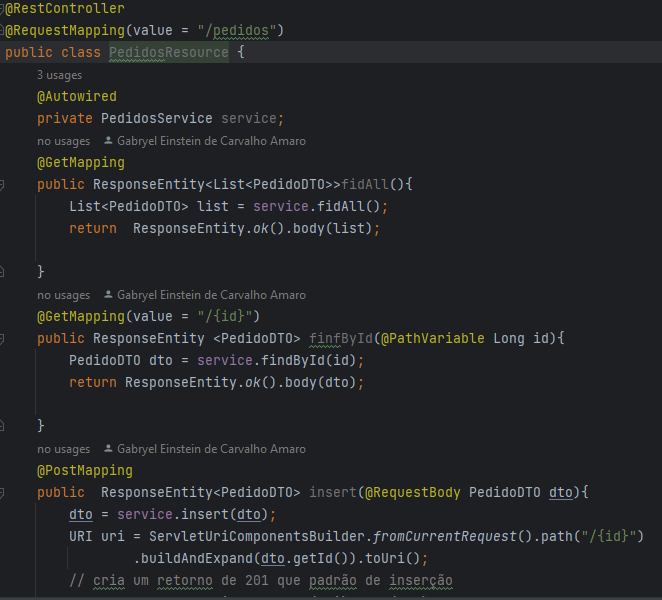 @RestController
@RequestMapping(value = "/pedidos")
public class PedidosResource {
3 usages
@Autowired
private PedidosService service;
no usages Gabryel Einstein de Carvalho Amaro
@GetMapping
public ResponseEntity<List<PedidoDTO>>fidAll(){
List<PedidoDTO> list = service.fidAll();
return  ResponseEntity.ok().body(list);
}
no usages Gabryel Einstein de Carvalho Amaro
@GetMapping(value = "/{id}")
public ResponseEntity <PedidoDTO> finfById(@PathVariable Long id){
PedidoDTO dto = service.findById(id);
return ResponseEntity.ok().body(dto);
}
no usages Gabryel Einstein de Carvalho Amaro
@PostMapping
public  ResponseEntity<PedidoDTO> insert(@RequestBody PedidoDTO dto){
dto = service.insert(dto);
URI uri = ServletUriComponentsBuilder.fromCurrentRequest().path("/{id}")
.buildAndExpand(dto.getId()).toUri();
// cria um retorno de 201 que padrão de inserção